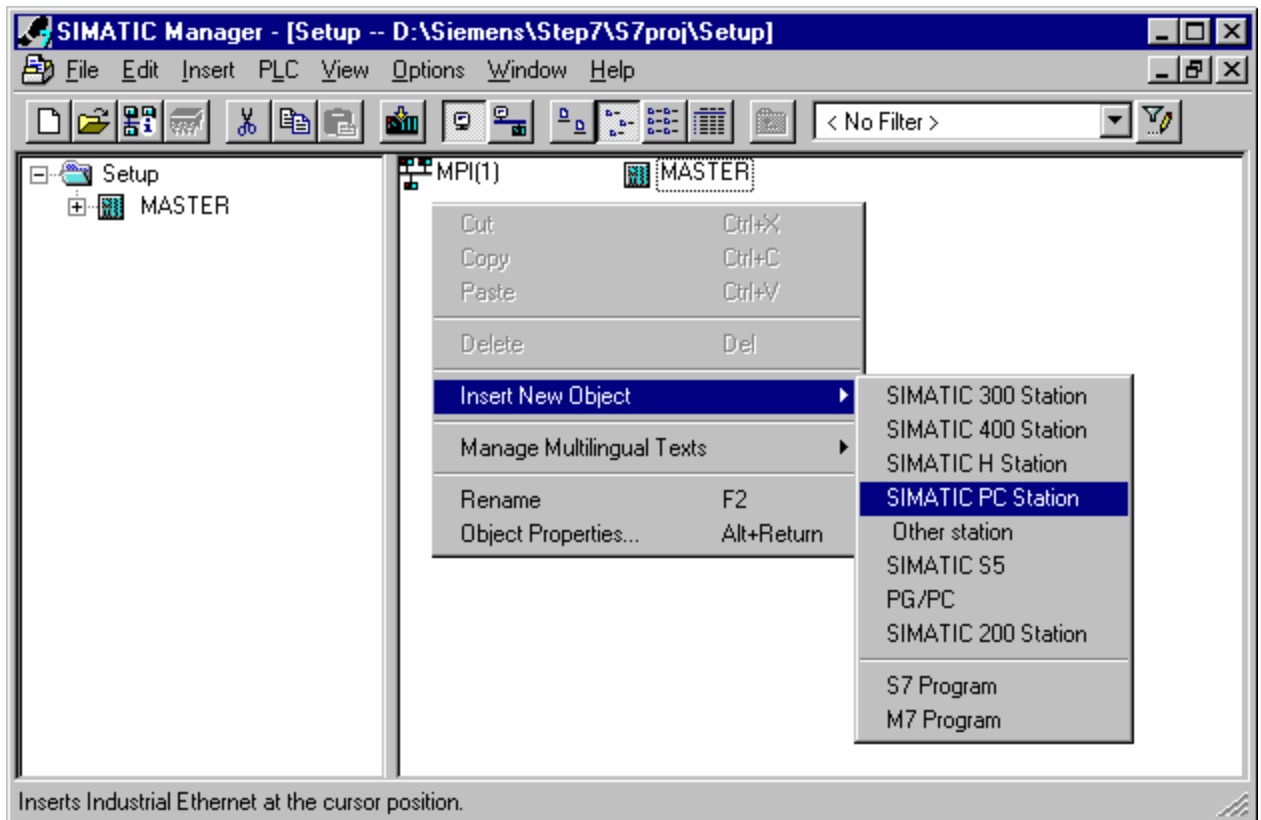 SIMATIC Manager - [Setup -- D:\Siemens\Step7\S7proj\Setup]
File Edit Insert PLC View Options Window Help
< No Filter >
Setup
MASTER
MPI(1) MASTER
Cut Ctrl+X
Copy Ctrl+C
Paste Ctrl+V
Delete Del
Insert New Object
Manage Multilingual Texts
Rename F2
Object Properties... Alt+Return
SIMATIC 300 Station
SIMATIC 400 Station
SIMATIC H Station
SIMATIC PC Station
Other station
SIMATIC S5
PG/PC
SIMATIC 200 Station
S7 Program
M7 Program
Inserts Industrial Ethernet at the cursor position.